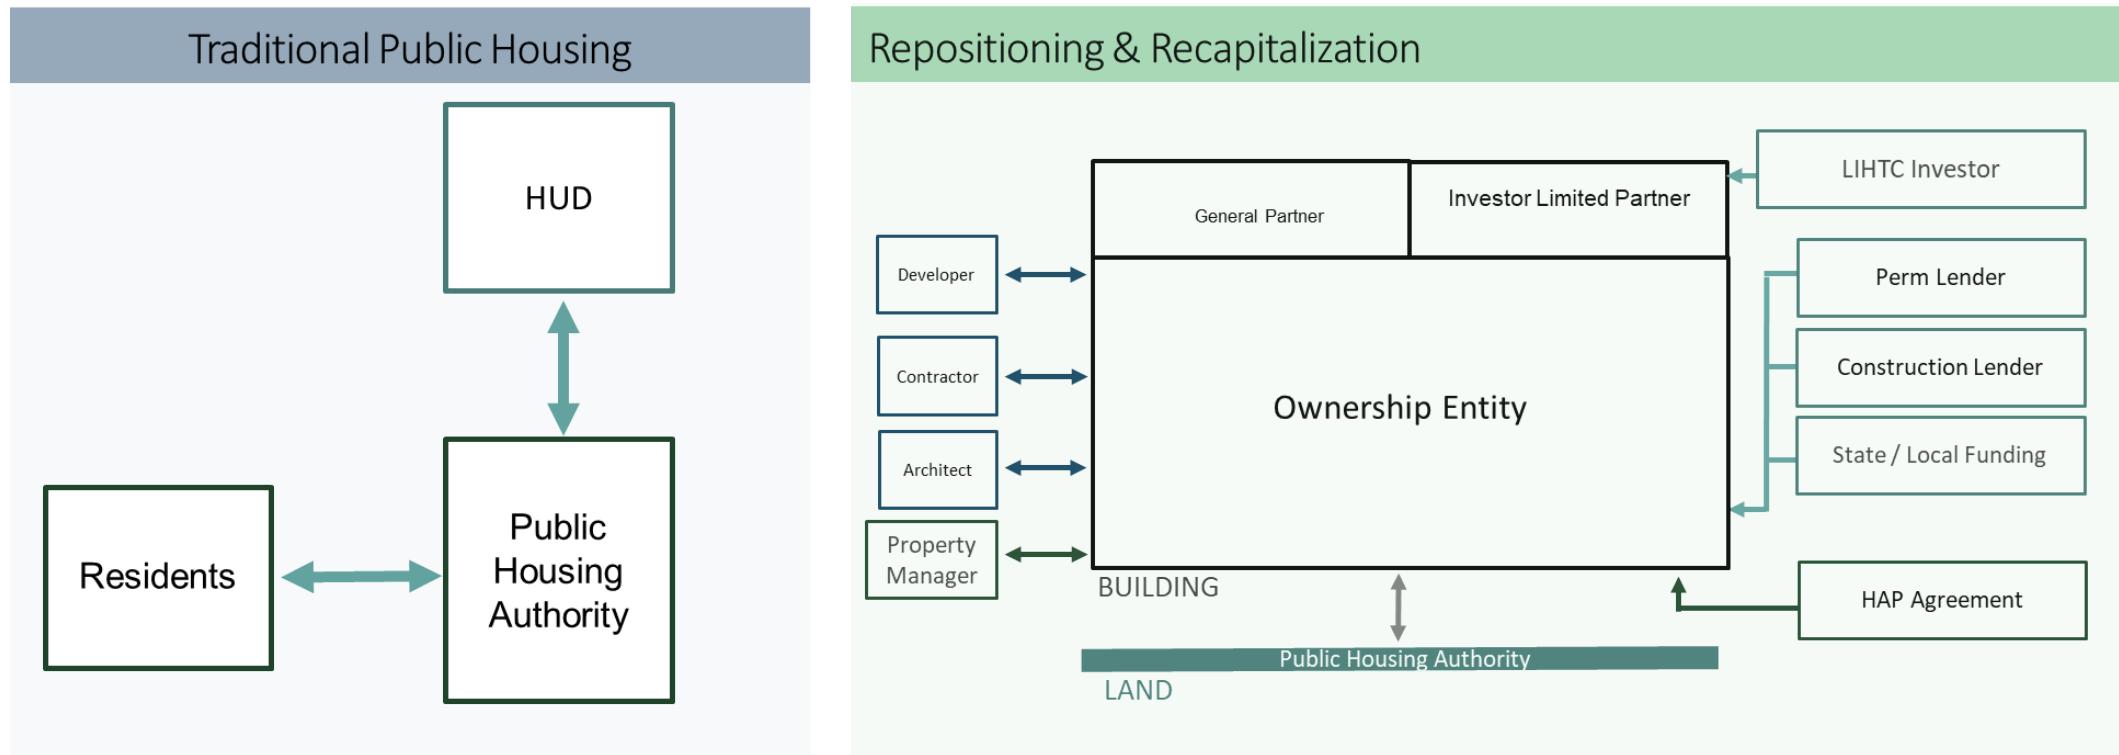 Traditional Public Housing
HUD
Residents
Public
Housing
Authority
Repositioning & Recapitalization
General Partner
Investor Limited Partner
LIHTC Investor
Developer
Contractor
Architect
Property
Manager
Ownership Entity
Perm Lender
Construction Lender
State / Local Funding
HAP Agreement
BUILDING
Public Housing Authority
LAND